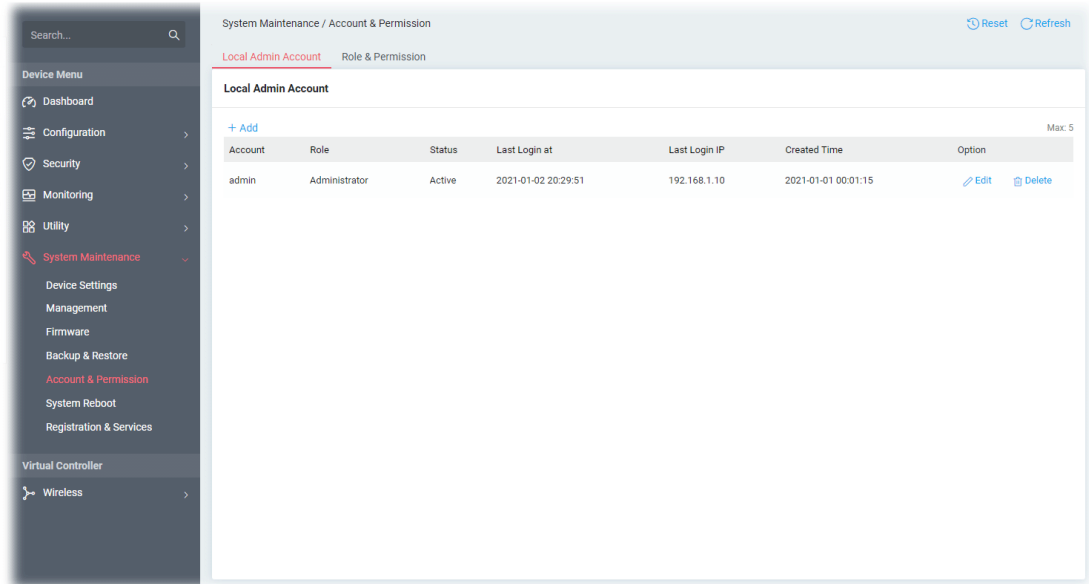 Search...
Device Menu
Dashboard
Configuration
Security
Monitoring
Utility
System Maintenance
Device Settings
Management
Firmware
Backup & Restore
Account & Permission
System Reboot
Registration & Services
Virtual Controller
Wireless
System Maintenance / Account & Permission
Reset Refresh
Local Admin Account Role & Permission
Local Admin Account
+ Add Max: 5
Account Role Status Last Login at Last Login IP Created Time Option
admin Administrator Active 2021-01-02 20:29:51 192.168.1.10 2021-01-01 00:01:15 Edit Delete